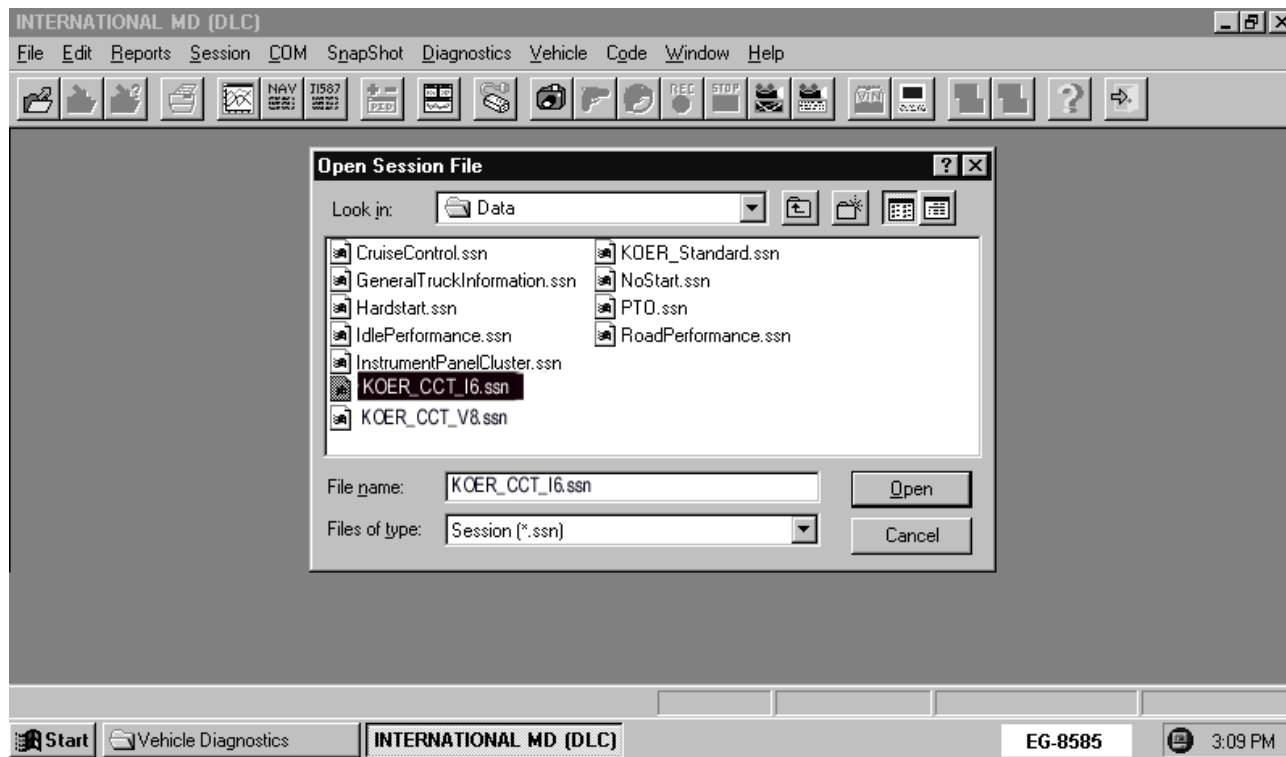 INTERNATIONAL MD (DLC)
File Edit Reports Session COM SnapShot Diagnostics Vehicle Code Window Help
NAV J1587 PID REC STOP VIN
Open Session File
Look in: Data
CruiseControl.ssn KOER_Standard.ssn
GeneralTruckInformation.ssn NoStart.ssn
Hardstart.ssn PTO.ssn
IdlePerformance.ssn RoadPerformance.ssn
InstrumentPanelCluster.ssn
KOER_CCT_I6.ssn
KOER_CCT_V8.ssn
File name: KOER_CCT_I6.ssn Open
Files of type: Session (*.ssn) Cancel
Start Vehicle Diagnostics INTERNATIONAL MD (DLC) EG-8585 3:09 PM